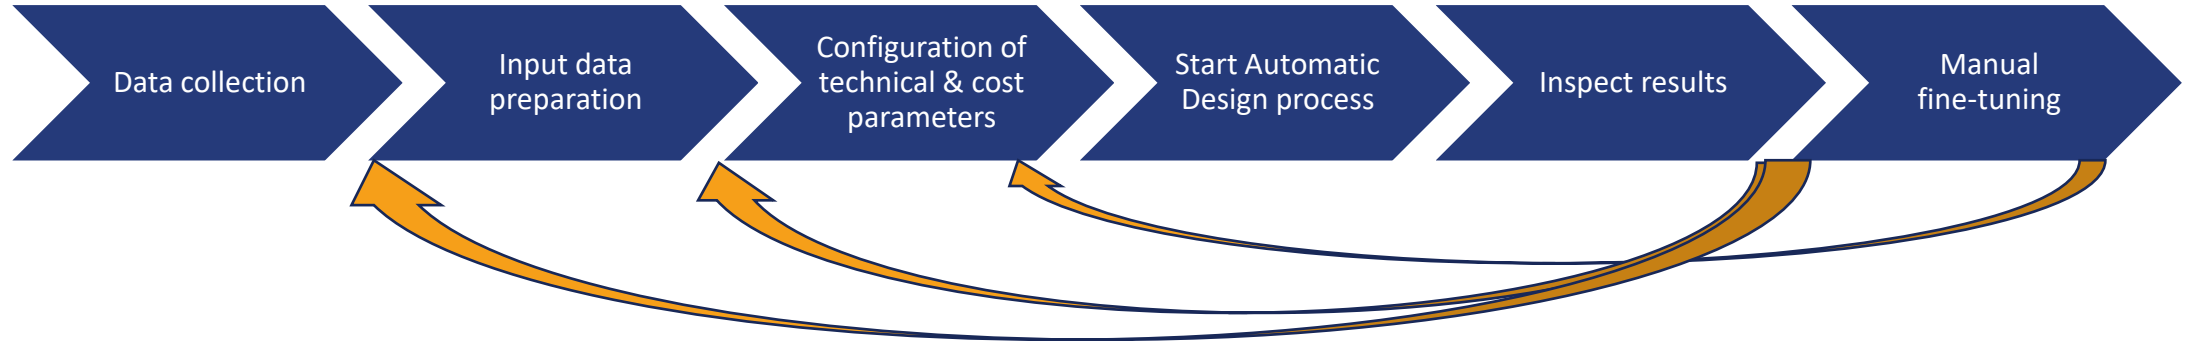 Data collection
Input data
preparation
Configuration of
technical & cost
parameters
Start Automatic
Design process
Inspect results
Manual
fine-tuning